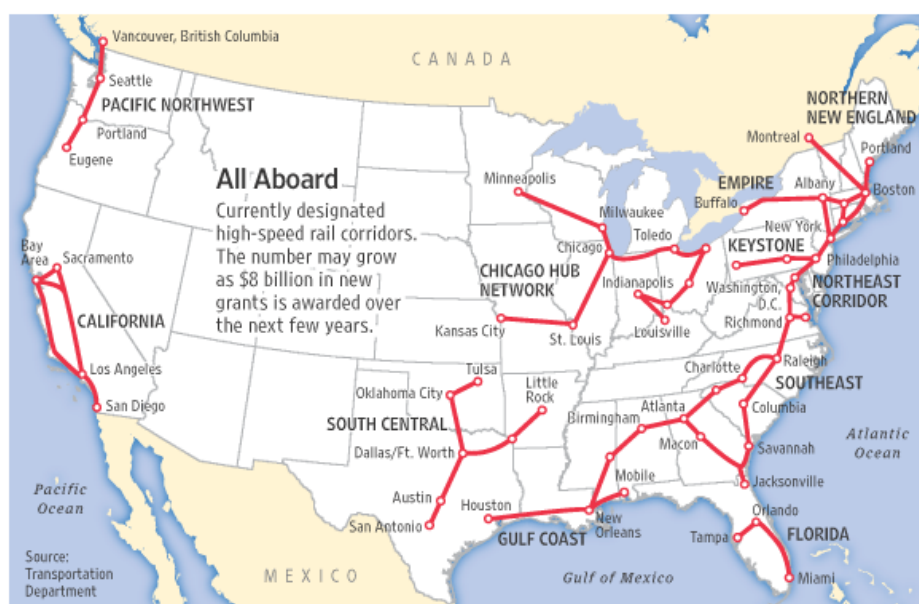 Vancouver, British Columbia
CANADA
Seattle
PACIFIC NORTHWEST
Portland
Eugene
NORTHERN
NEW ENGLAND
Montreal
Portland
All Aboard
Currently designated
high-speed rail corridors.
The number may grow
as $8 billion in new
grants is awarded over
the next few years.
Minneapolis
EMPIRE
Albany
Boston
Buffalo
Milwaukee
New York
Toledo
KEYSTONE
Chicago
Philadelphia
Bay
Area
Sacramento
CHICAGO HUB
NETWORK
Indianapolis
Washington,
D.C.
NORTHEAST
CORRIDOR
CALIFORNIA
Kansas City
St. Louis
Louisville
Richmond
Los Angeles
Tulsa
Charlotte
Raleigh
SOUTHEAST
Oklahoma City
Little
Rock
San Diego
SOUTH CENTRAL
Birmingham
Atlanta
Columbia
Dallas/Ft. Worth
Macon
Savannah
Atlantic
Ocean
Mobile
Jacksonville
Pacific
Ocean
Austin
Houston
San Antonio
New
Orleans
GULF COAST
Orlando
Tampa
FLORIDA
Miami
Source:
Transportation
Department
MEXICO
Gulf of Mexico